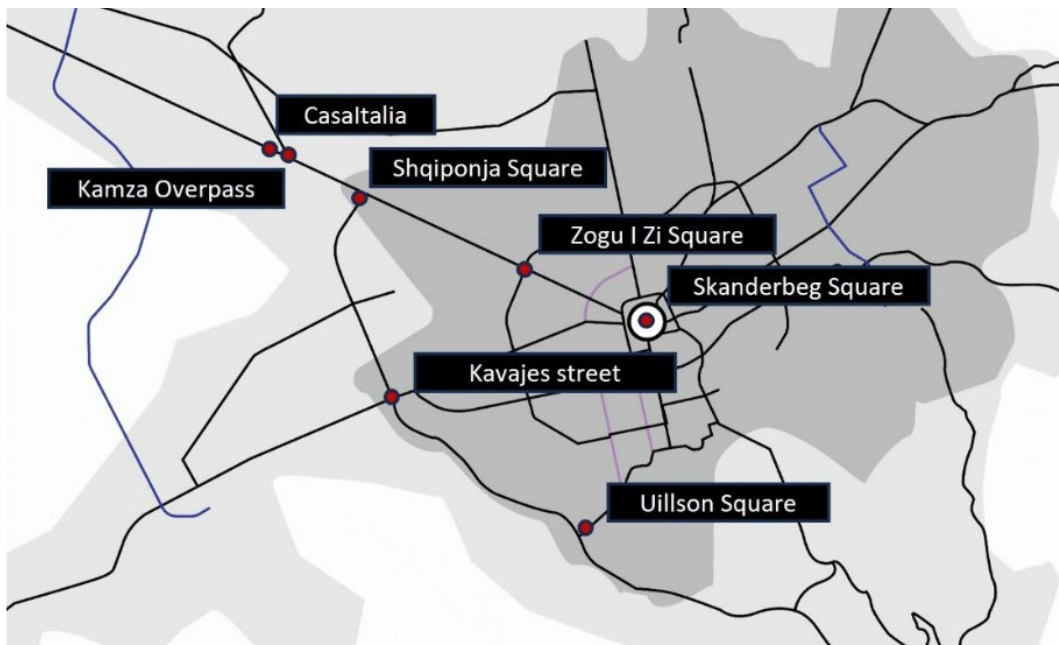 CasaItalia
Shqiponja Square
Kamza Overpass
Zogu I Zi Square
Skanderbeg Square
Kavajes street
Uillson Square